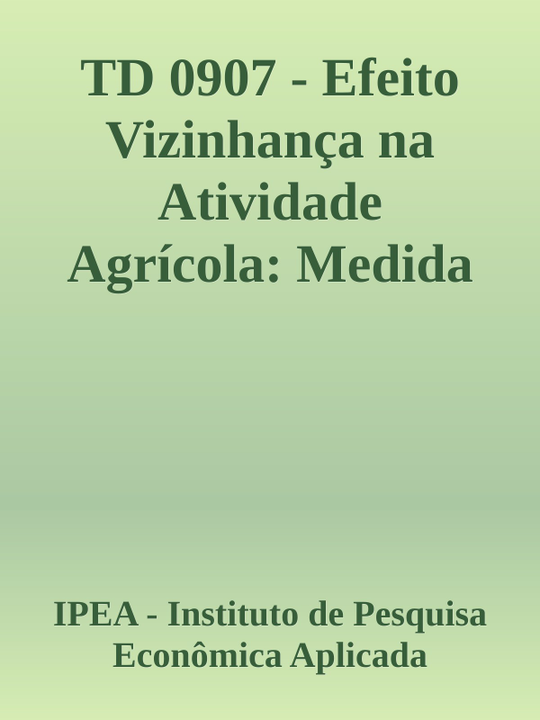 TD 0907 - Efeito
Vizinhança na
Atividade
Agrícola: Medida
IPEA - Instituto de Pesquisa
Econômica Aplicada